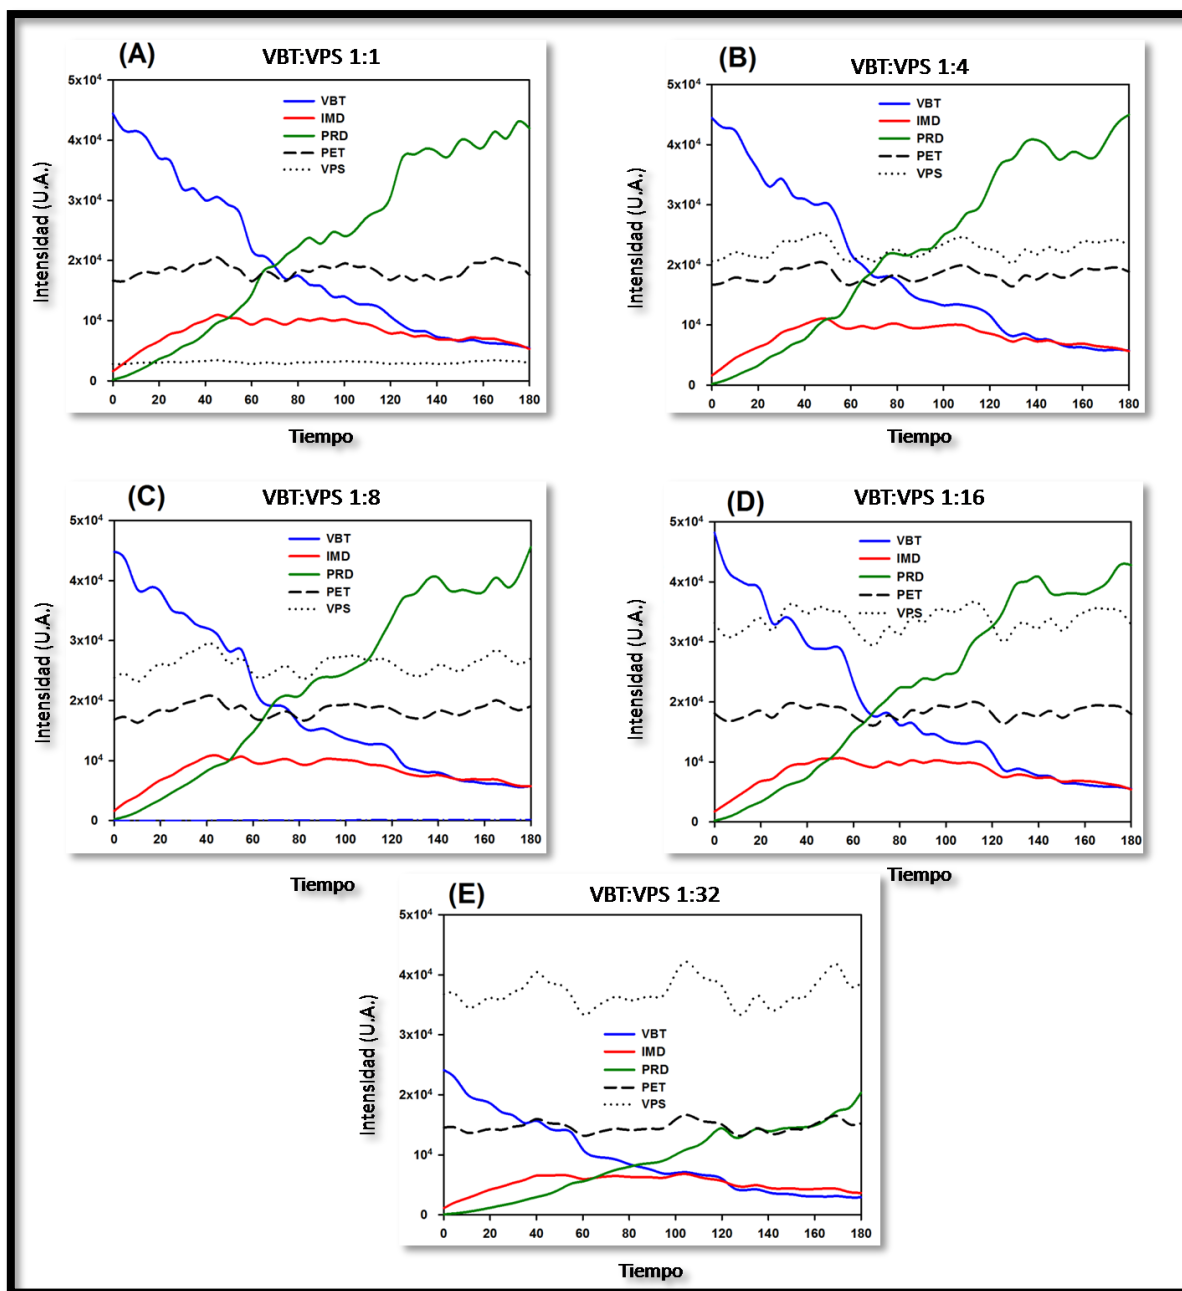 (A)
VBT:VPS 1:1
5x10⁴
4x10⁴
3x10⁴
2x10⁴
10⁴
0
Intensidad (U.A.)
VBT
IMD
PRD
PET
VPS
0 20 40 60 80 100 120 140 160 180
Tiempo
(B)
VBT:VPS 1:4
5x10⁴
4x10⁴
3x10⁴
2x10⁴
10⁴
0
Intensidad (U.A.)
VBT
IMD
PRD
PET
VPS
0 20 40 60 80 100 120 140 160 180
Tiempo
(C)
VBT:VPS 1:8
5x10⁴
4x10⁴
3x10⁴
2x10⁴
10⁴
0
Intensidad (U.A.)
VBT
IMD
PRD
PET
VPS
0 20 40 60 80 100 120 140 160 180
Tiempo
(D)
VBT:VPS 1:16
5x10⁴
4x10⁴
3x10⁴
2x10⁴
10⁴
0
Intensidad (U.A.)
VBT
IMD
PRD
PET
VPS
0 20 40 60 80 100 120 140 160 180
Tiempo
(E)
VBT:VPS 1:32
5x10⁴
4x10⁴
3x10⁴
2x10⁴
10⁴
0
Intensidad (U.A.)
VBT
IMD
PRD
PET
VPS
0 20 40 60 80 100 120 140 160 180
Tiempo